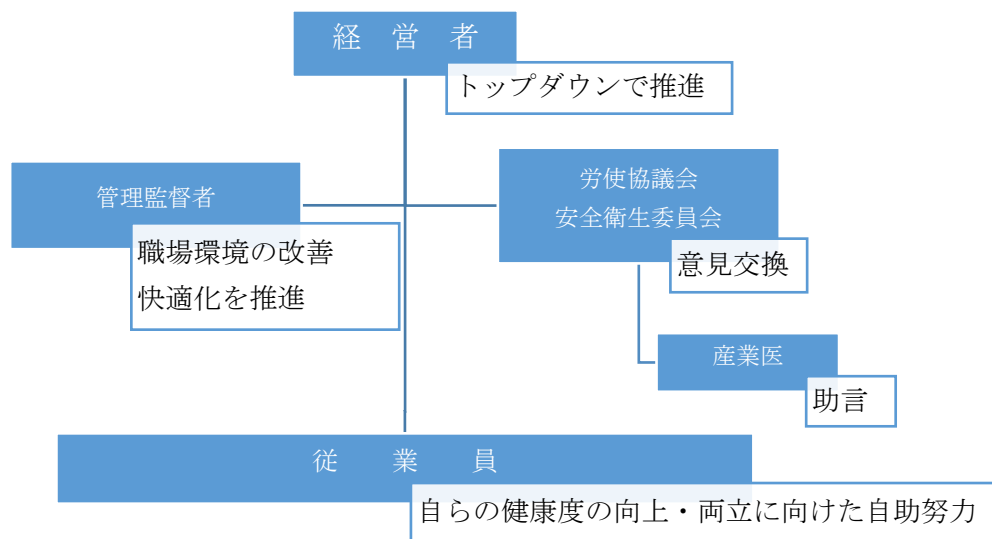 経　営　者
トップダウンで推進
管理監督者
職場環境の改善
快適化を推進
労使協議会
安全衛生委員会
意見交換
産業医
助言
従　業　員
自らの健康度の向上・両立に向けた自助努力